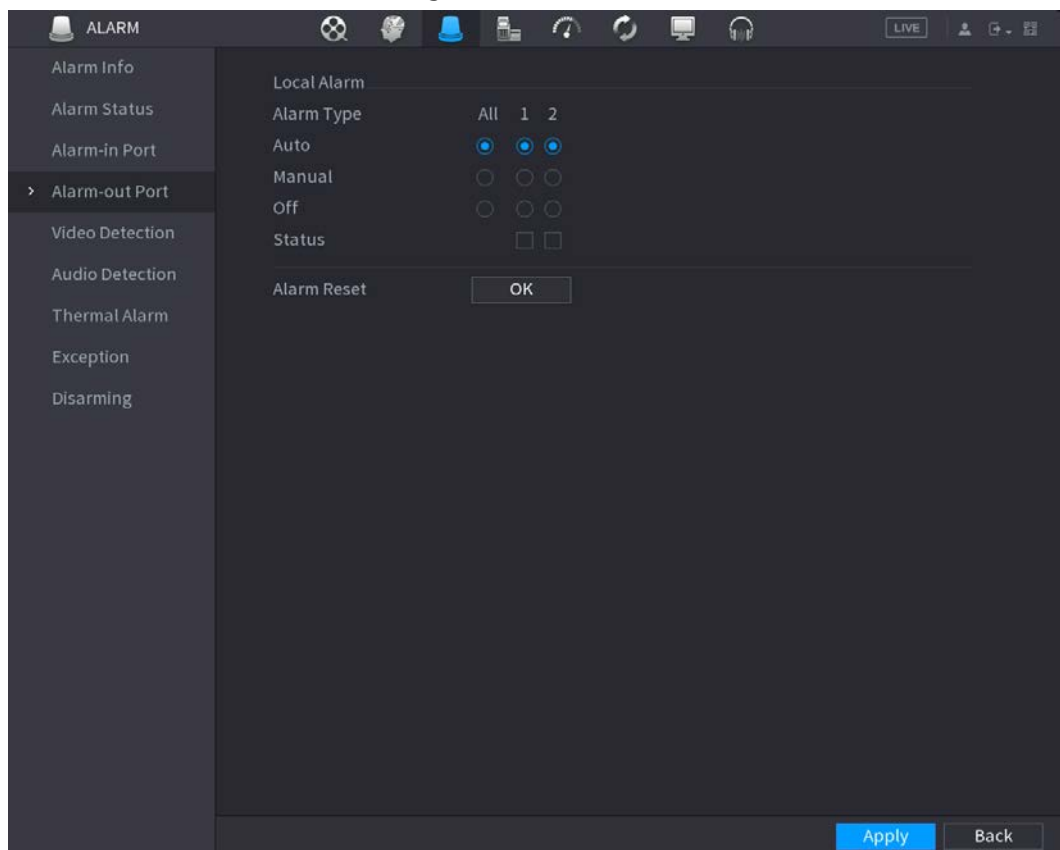 ALARM
LIVE
Alarm Info
Alarm Status
Alarm-in Port
Alarm-out Port
Video Detection
Audio Detection
Thermal Alarm
Exception
Disarming
Local Alarm
Alarm Type All 1 2
Auto
Manual
Off
Status
Alarm Reset OK
Apply Back